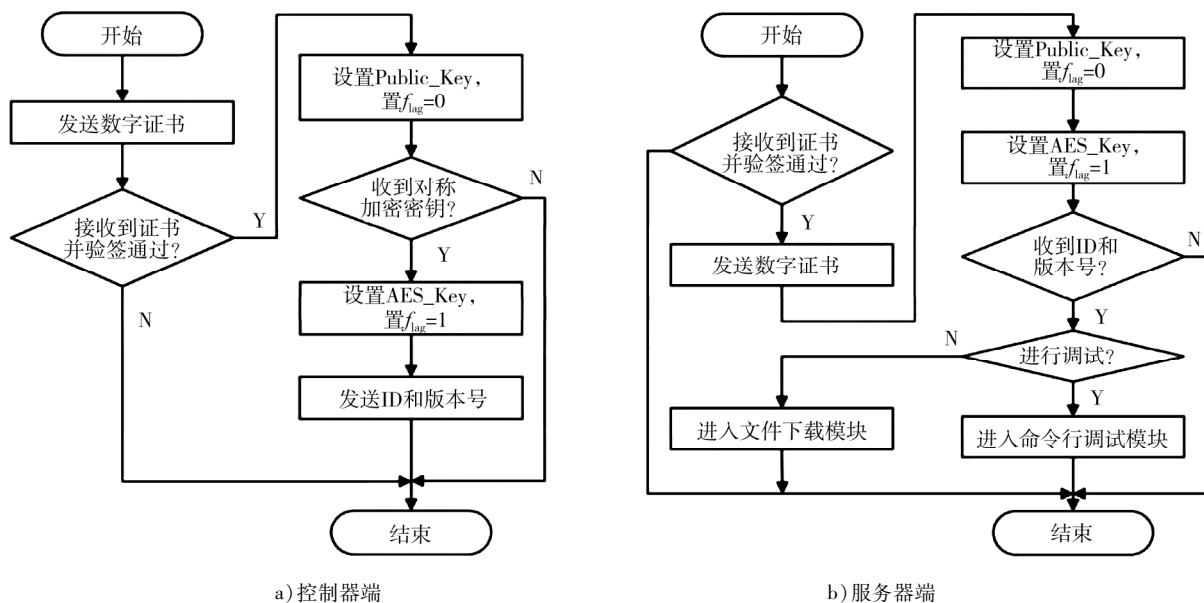 开始
发送数字证书
接收到证书
并验签通过?
Y
N
设置Public_Key,
置flag=0
收到对称
加密密钥?
N
Y
设置AES_Key,
置flag=1
发送ID和版本号
结束
a)控制器端
开始
接收到证书
并验签通过?
Y
发送数字证书
设置Public_Key,
置flag=0
设置AES_Key,
置flag=1
收到ID和
版本号?
N
Y
进行调试?
N
Y
进入文件下载模块
进入命令行调试模块
结束
b)服务器端